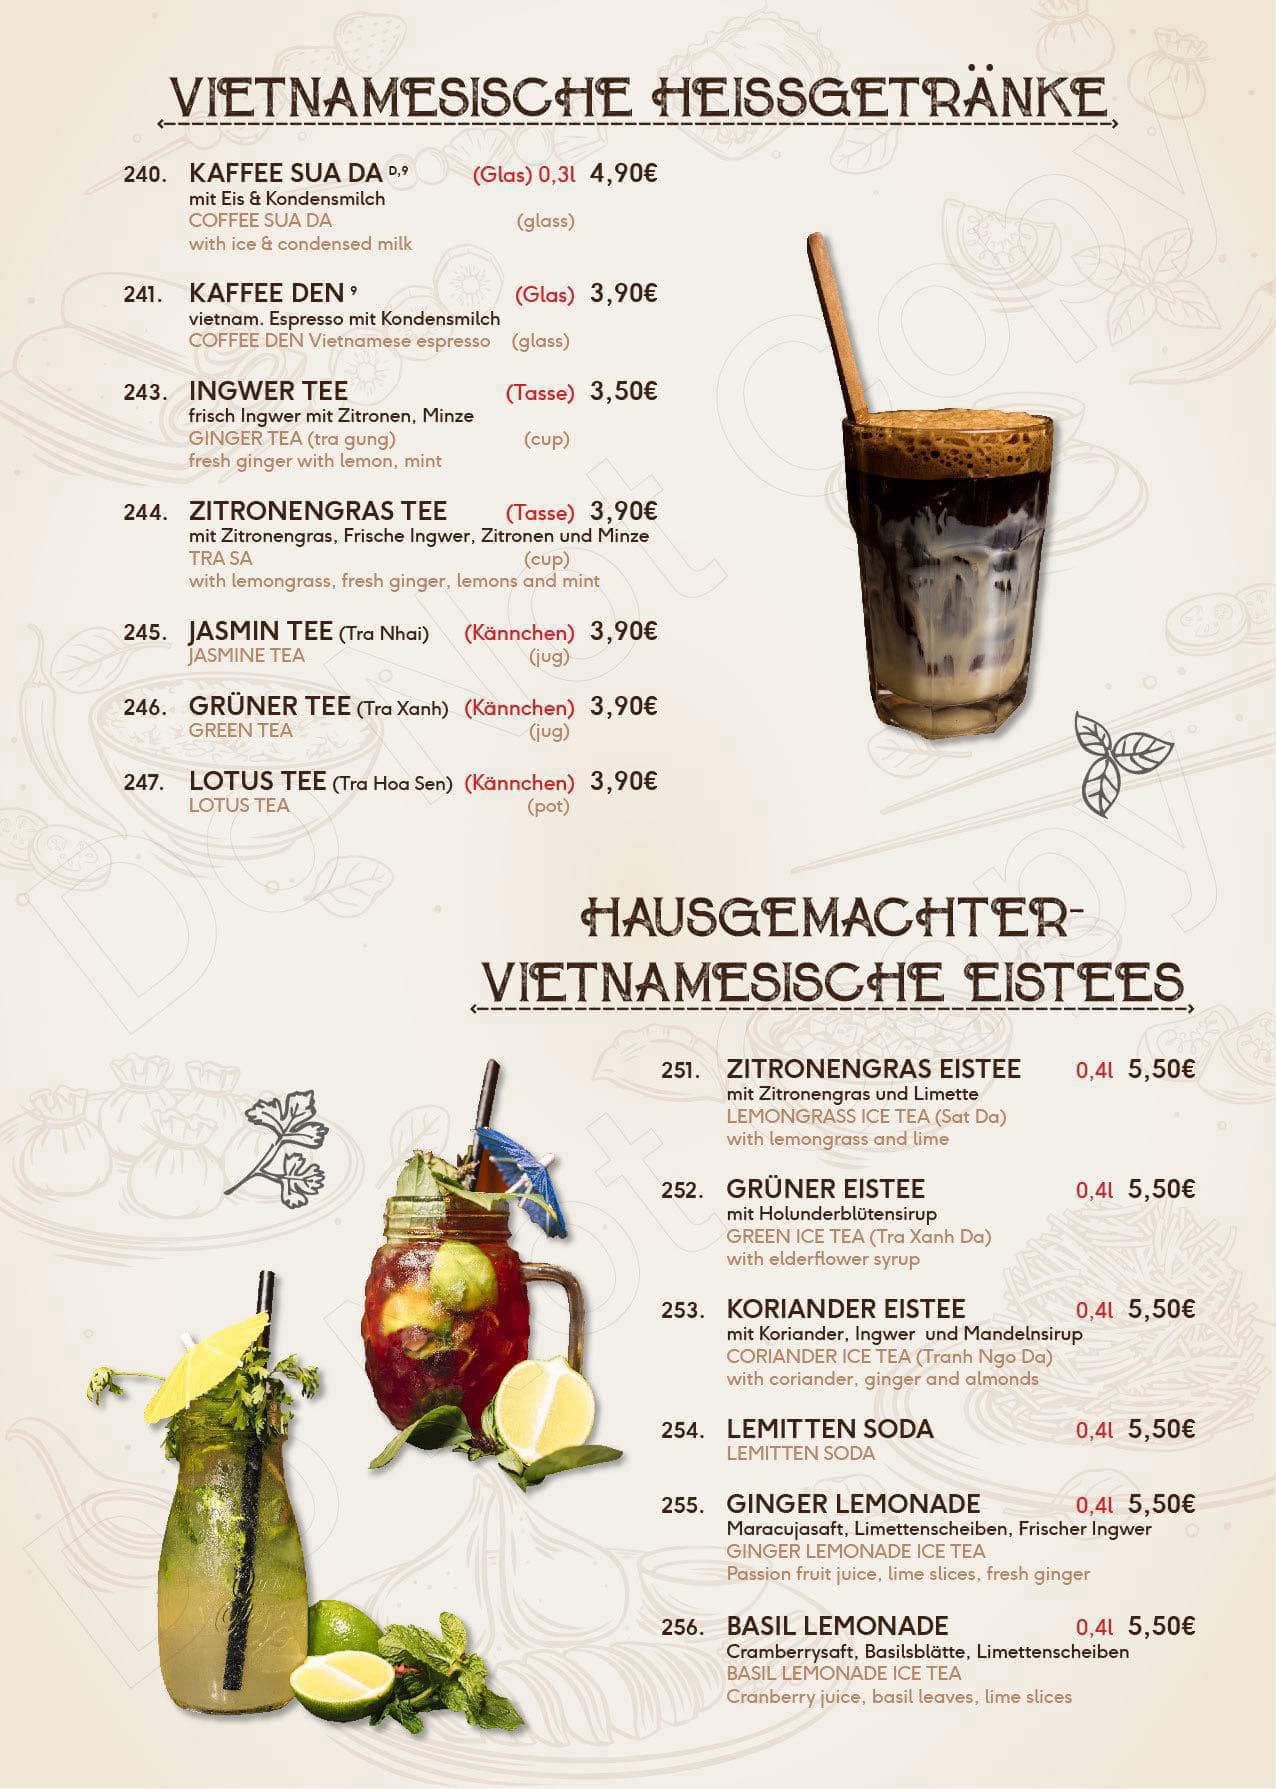 VIETNAMESISCHE HEISSGETRÄNKE
240. KAFFEE SUA DA D,9 (Glas) 0,3l 4,90€
mit Eis & Kondensmilch
COFFEE SUA DA (glass)
with ice & condensed milk
241. KAFFEE DEN 9 (Glas) 3,90€
vietnam. Espresso mit Kondensmilch
COFFEE DEN Vietnamese espresso (glass)
243. INGWER TEE (Tasse) 3,50€
frisch Ingwer mit Zitronen, Minze
GINGER TEA (tra gung) (cup)
fresh ginger with lemon, mint
244. ZITRONENGRAS TEE (Tasse) 3,90€
mit Zitronengras, Frische Ingwer, Zitronen und Minze
TRA SA (cup)
with lemongrass, fresh ginger, lemons and mint
245. JASMIN TEE (Tra Nhai) (Kännchen) 3,90€
JASMINE TEA (jug)
246. GRÜNER TEE (Tra Xanh) (Kännchen) 3,90€
GREEN TEA (jug)
247. LOTUS TEE (Tra Hoa Sen) (Kännchen) 3,90€
LOTUS TEA (pot)
HAUSGEMACHTER-
VIETNAMESISCHE EISTEES
251. ZITRONENGRAS EISTEE 0,4l 5,50€
mit Zitronengras und Limette
LEMONGRASS ICE TEA (Sat Da)
with lemongrass and lime
252. GRÜNER EISTEE 0,4l 5,50€
mit Holunderblütensirup
GREEN ICE TEA (Tra Xanh Da)
with elderflower syrup
253. KORIANDER EISTEE 0,4l 5,50€
mit Koriander, Ingwer und Mandelnsirup
CORIANDER ICE TEA (Tranh Ngo Da)
with coriander, ginger and almonds
254. LEMITTEN SODA 0,4l 5,50€
LEMITTEN SODA
255. GINGER LEMONADE 0,4l 5,50€
Maracujasaft, Limettenscheiben, Frischer Ingwer
GINGER LEMONADE ICE TEA
Passion fruit juice, lime slices, fresh ginger
256. BASIL LEMONADE 0,4l 5,50€
Cramberrysaft, Basilsblätte, Limettenscheiben
BASIL LEMONADE ICE TEA
Cranberry juice, basil leaves, lime slices
Do Not Copy
Do Not Copy